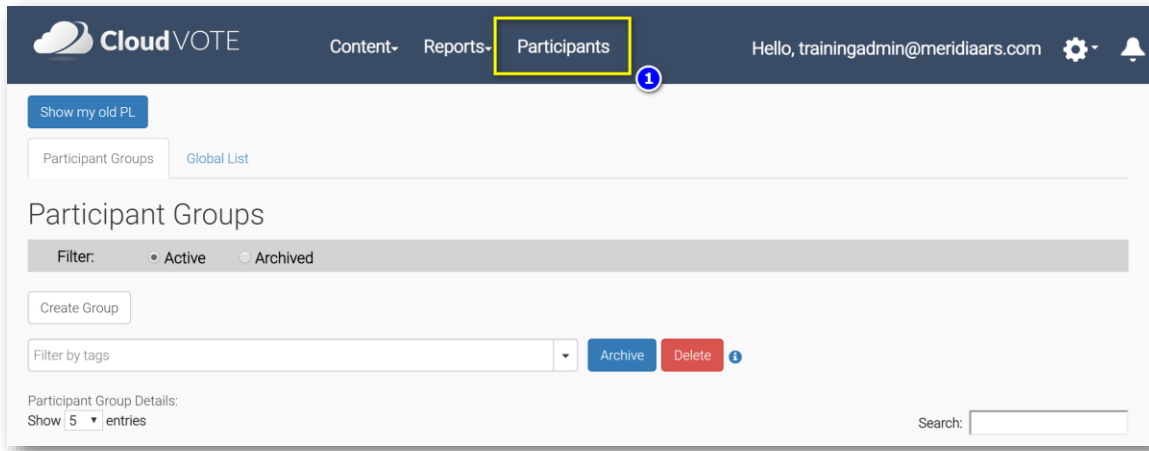 CloudVOTE Content Reports Participants Hello, trainingadmin@meridiaars.com
1
Show my old PL
Participant Groups Global List
Participant Groups
Filter: Active Archived
Create Group
Filter by tags Archive Delete i
Participant Group Details:
Show 5 entries Search: